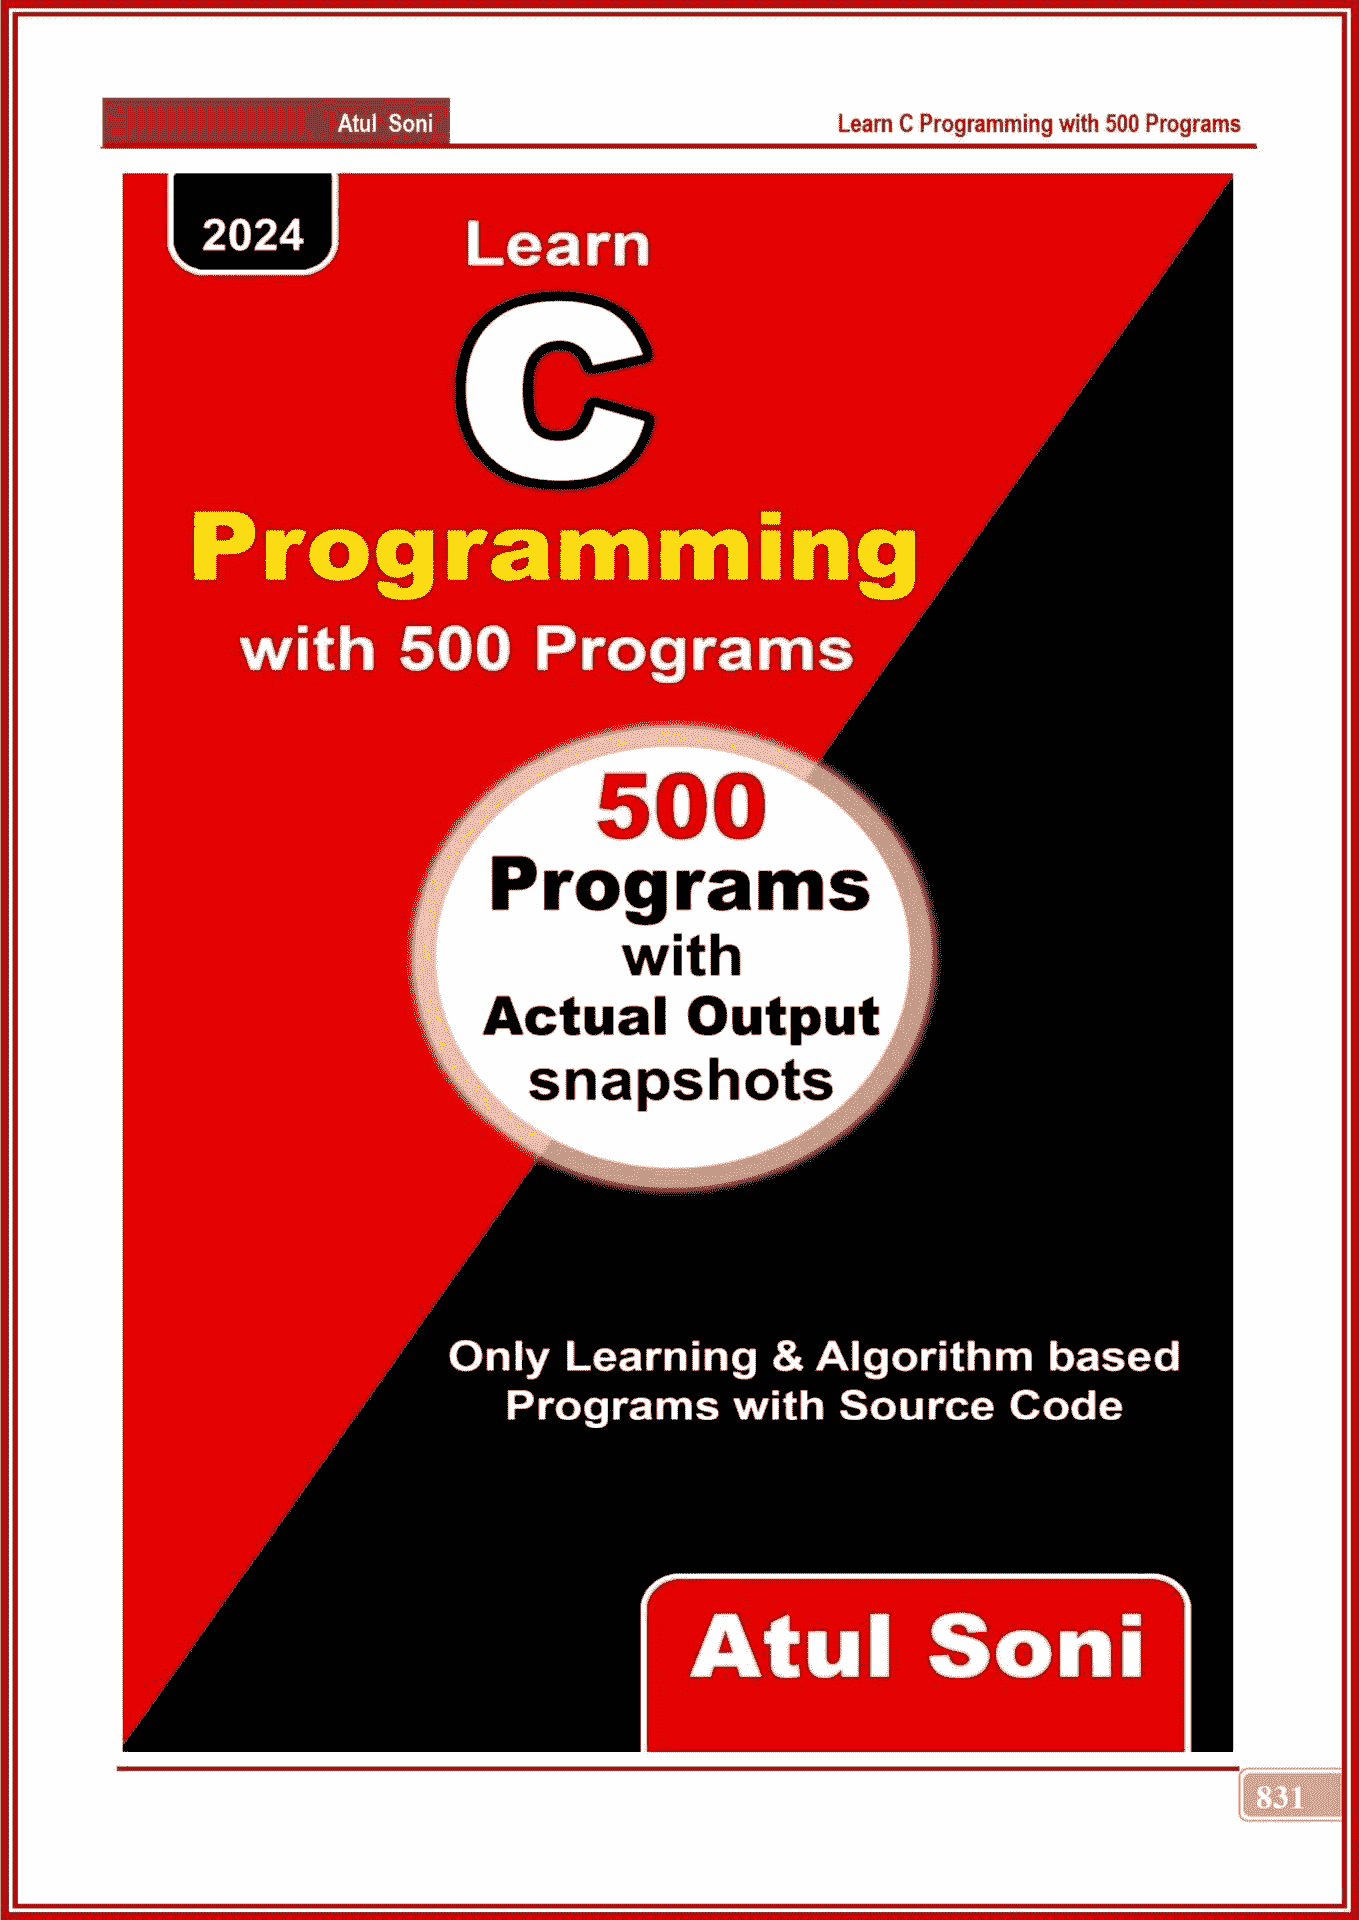 Atul Soni
Learn C Programming with 500 Programs
2024
Learn
C
Programming
with 500 Programs
500
Programs
with
Actual Output
snapshots
Only Learning & Algorithm based
Programs with Source Code
Atul Soni
831